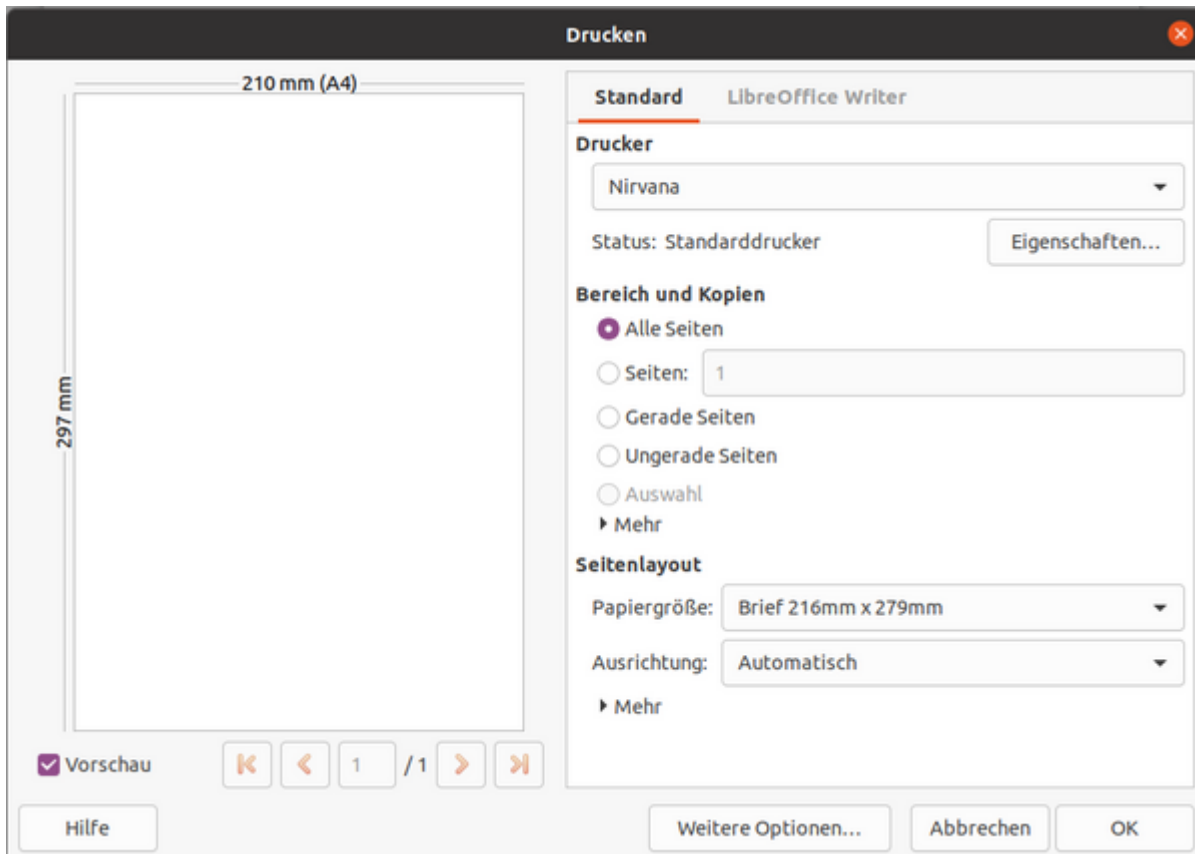 Drucken
210 mm (A4)
297 mm
Vorschau
1 / 1
Standard LibreOffice Writer
Drucker
Nirvana
Status: Standarddrucker Eigenschaften...
Bereich und Kopien
Alle Seiten
Seiten: 1
Gerade Seiten
Ungerade Seiten
Auswahl
Mehr
Seitenlayout
Papiergröße: Brief 216mm x 279mm
Ausrichtung: Automatisch
Mehr
Hilfe Weitere Optionen... Abbrechen OK